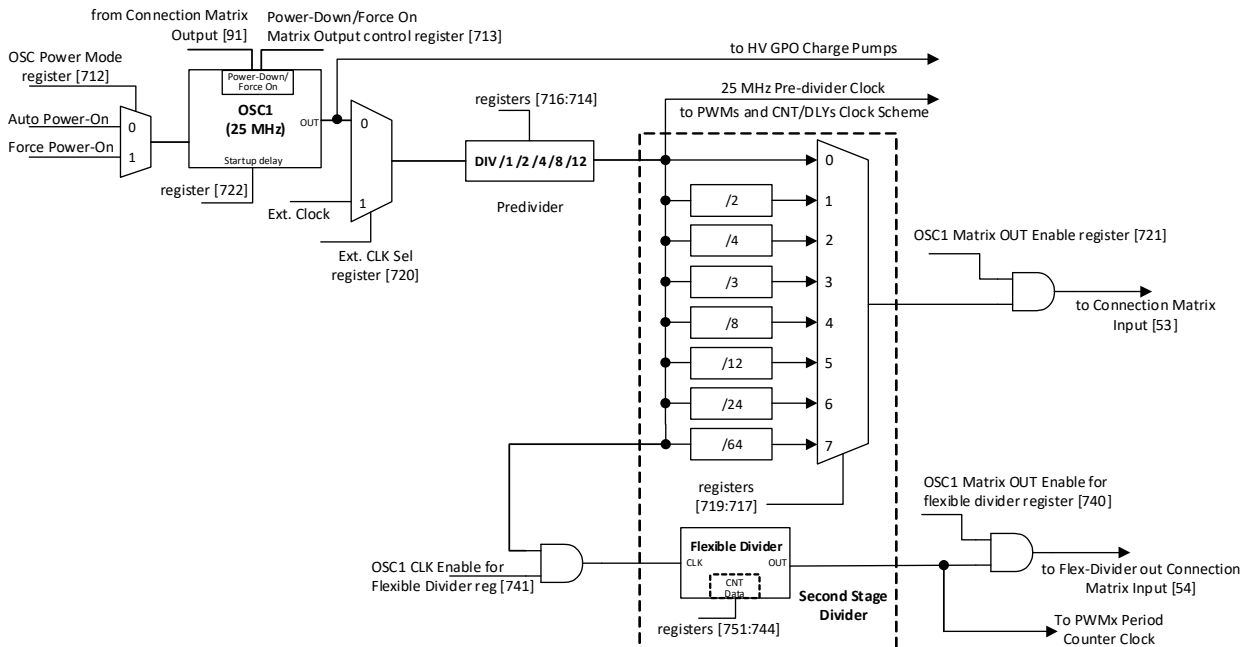 from Connection Matrix
Output [91]
Power-Down/Force On
Matrix Output control register [713]
OSC Power Mode
register [712]
Auto Power-On
Force Power-On
0
1
Power-Down/
Force On
OSC1
(25 MHz)
OUT
Startup delay
register [722]
0
1
Ext. Clock
Ext. CLK Sel
register [720]
registers [716:714]
DIV /1 /2 /4 /8 /12
Predivider
to HV GPO Charge Pumps
25 MHz Pre-divider Clock
to PWMs and CNT/DLYs Clock Scheme
0
/2
1
/4
2
/3
3
/8
4
/12
5
/24
6
/64
7
registers
[719:717]
OSC1 Matrix OUT Enable register [721]
to Connection Matrix
Input [53]
OSC1 CLK Enable for
Flexible Divider reg [741]
Flexible Divider
CLK
OUT
CNT
Data
registers [751:744]
Second Stage
Divider
OSC1 Matrix OUT Enable for
flexible divider register [740]
to Flex-Divider out Connection
Matrix Input [54]
To PWMx Period
Counter Clock